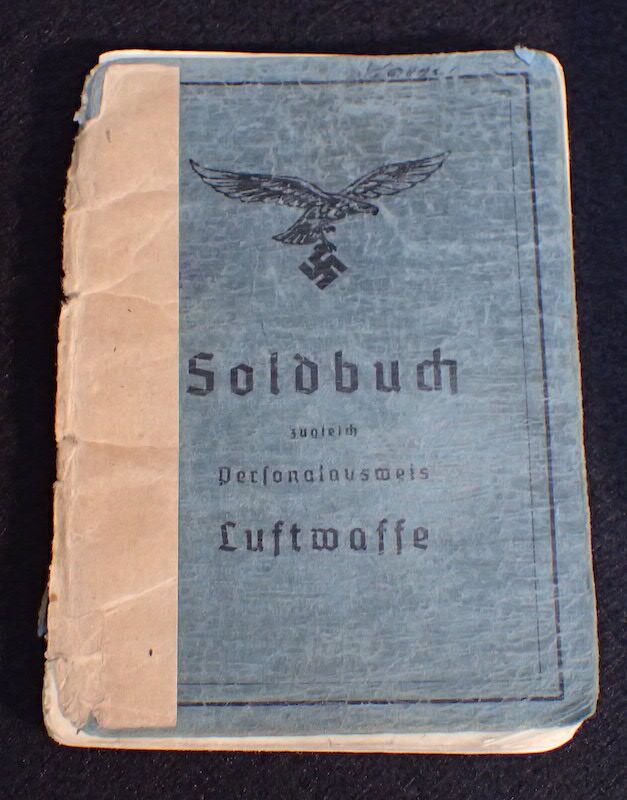 Soldbuch
zugleich
Personalausweis
Luftwaffe